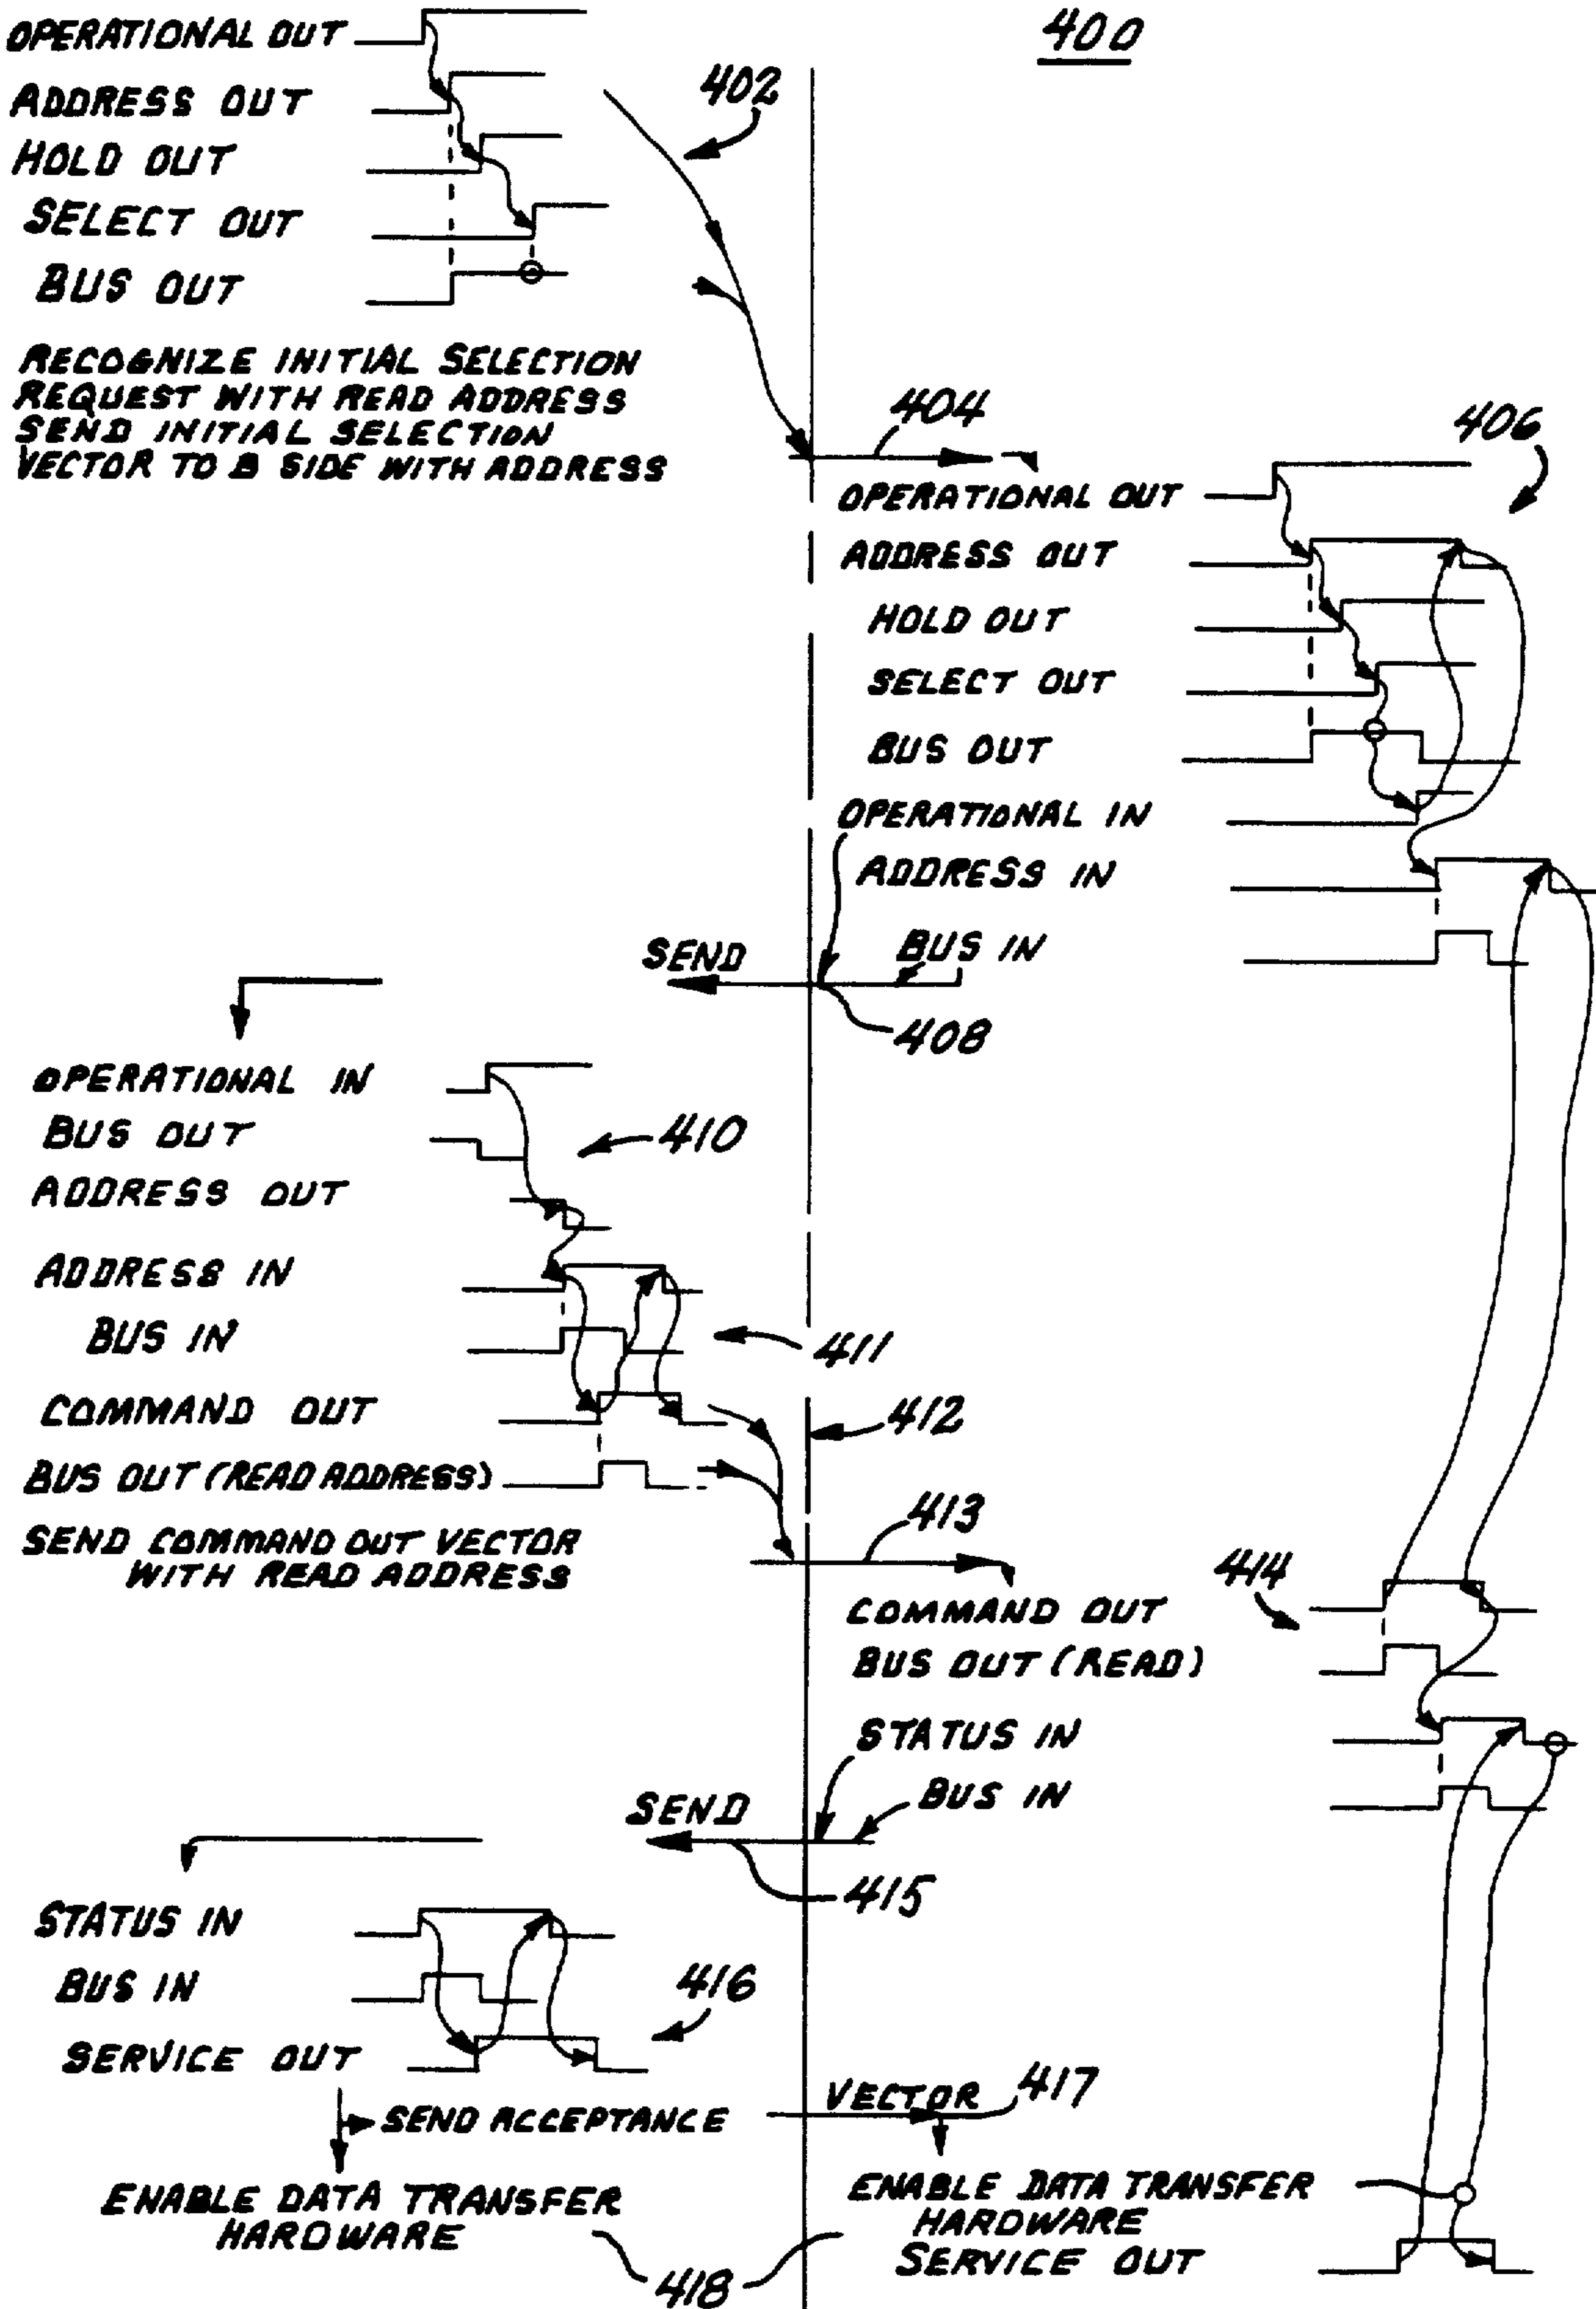 400
OPERATIONAL OUT
ADDRESS OUT
402
HOLD OUT
SELECT OUT
BUS OUT
RECOGNIZE INITIAL SELECTION
REQUEST WITH READ ADDRESS
SEND INITIAL SELECTION
VECTOR TO B SIDE WITH ADDRESS
404
406
OPERATIONAL OUT
ADDRESS OUT
HOLD OUT
SELECT OUT
BUS OUT
OPERATIONAL IN
ADDRESS IN
SEND
BUS IN
408
OPERATIONAL IN
BUS OUT
410
ADDRESS OUT
ADDRESS IN
BUS IN
411
COMMAND OUT
412
BUS OUT (READ ADDRESS)
SEND COMMAND OUT VECTOR
WITH READ ADDRESS
413
414
COMMAND OUT
BUS OUT (READ)
STATUS IN
BUS IN
SEND
415
STATUS IN
BUS IN
416
SERVICE OUT
VECTOR
417
SEND ACCEPTANCE
ENABLE DATA TRANSFER
HARDWARE
ENABLE DATA TRANSFER
HARDWARE
SERVICE OUT
418